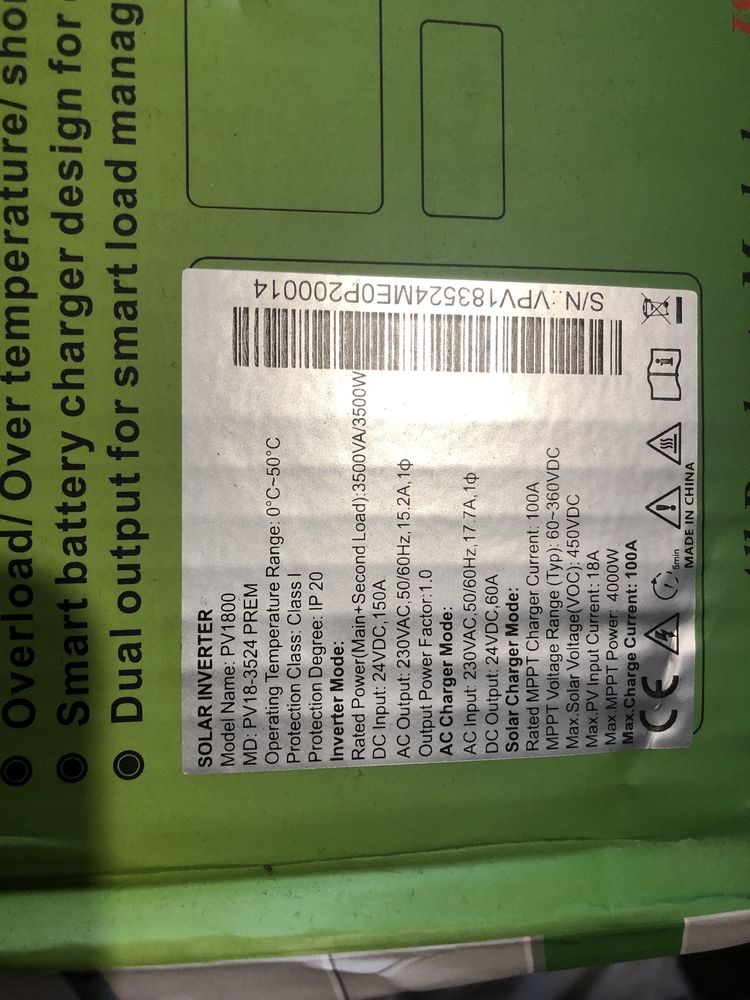 Overload/ Over temperature/ shor
Smart battery charger design for
Dual output for smart load manag
SOLAR INVERTER
Model Name: PV1800
MD: PV18-3524 PREM
Operating Temperature Range: 0°C~50°C
Protection Class: Class I
Protection Degree: IP 20
Inverter Mode:
Rated Power(Main+Second Load):3500VA/3500W
DC Input: 24VDC,150A
AC Output: 230VAC,50/60Hz,15.2A,1ф
Output Power Factor:1.0
AC Charger Mode:
AC Input: 230VAC,50/60Hz,17.7A,1ф
DC Output: 24VDC,60A
Solar Charger Mode:
Rated MPPT Charger Current: 100A
MPPT Voltage Range (Typ): 60~360VDC
Max.Solar Voltage(VOC): 450VDC
Max.PV Input Current: 18A
Max.MPPT Power: 4000W
Max.Charge Current: 100A
CE
5min
MADE IN CHINA
S/N.:VPV183524ME0P200014